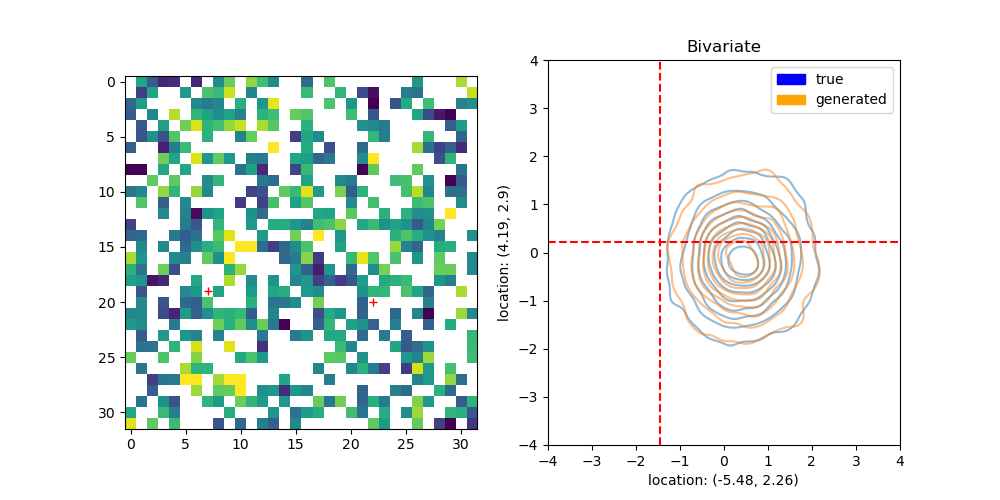 Bivariate
true
generated
0
5
10
15
20
25
30
0 5 10 15 20 25 30
location: (4.19, 2.9)
4
3
2
1
0
−1
−2
−3
−4
−4 −3 −2 −1 0 1 2 3 4
location: (-5.48, 2.26)